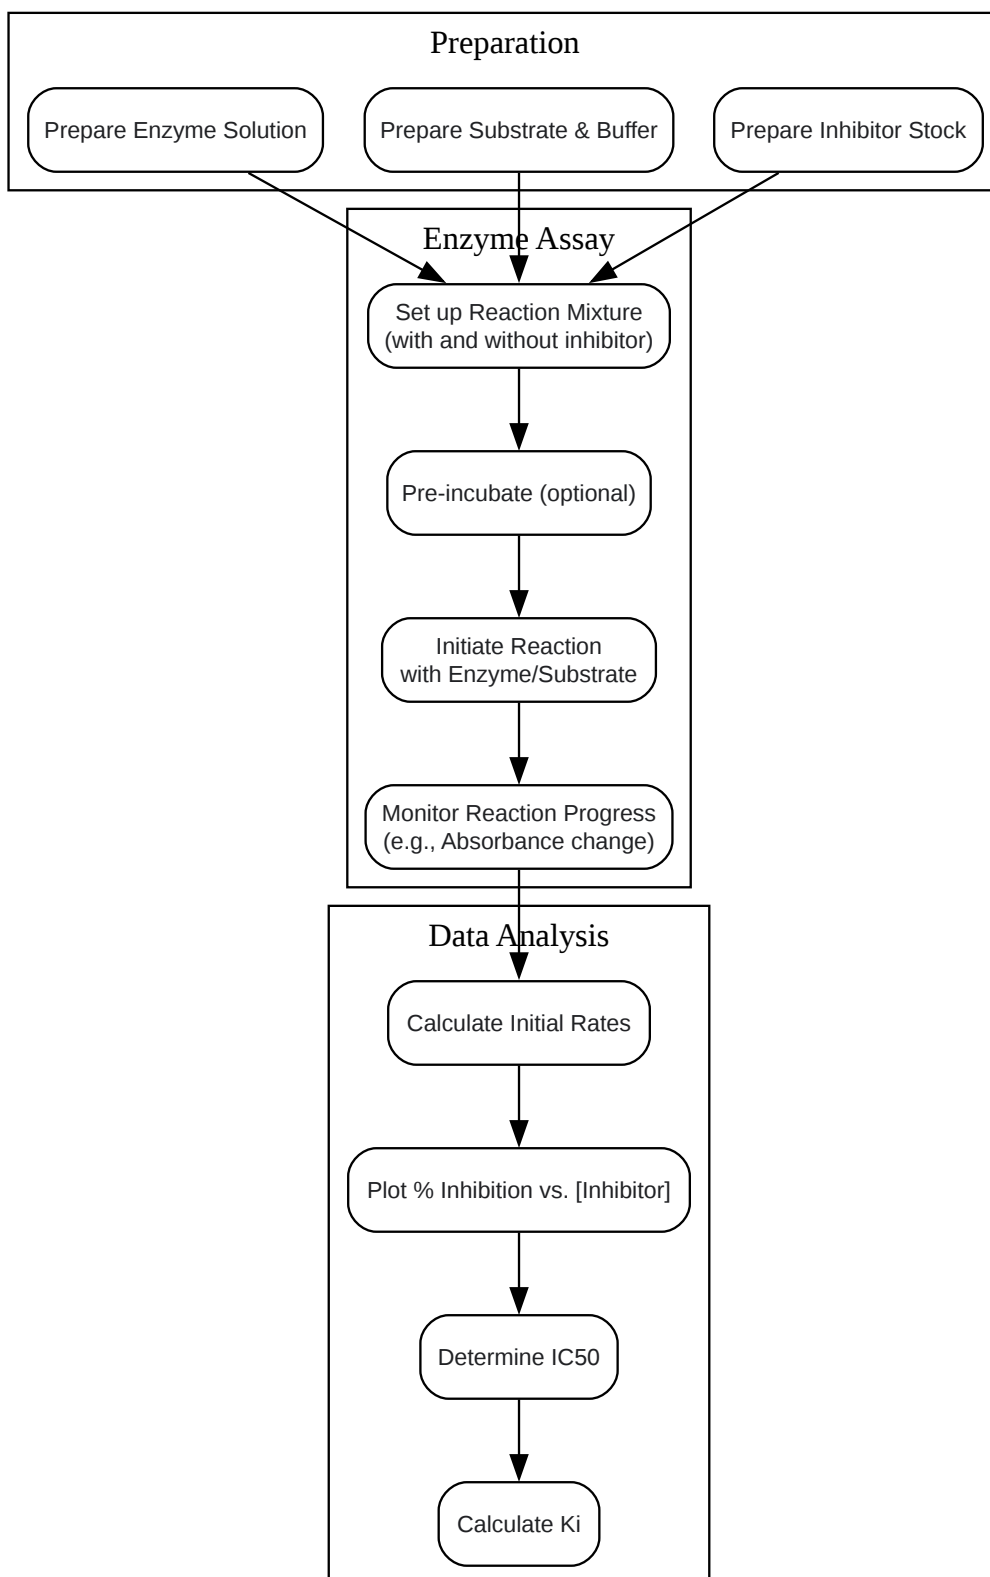 Preparation
Prepare Enzyme Solution
Prepare Substrate & Buffer
Prepare Inhibitor Stock
Enzyme Assay
Set up Reaction Mixture
(with and without inhibitor)
Pre-incubate (optional)
Initiate Reaction
with Enzyme/Substrate
Monitor Reaction Progress
(e.g., Absorbance change)
Data Analysis
Calculate Initial Rates
Plot % Inhibition vs. [Inhibitor]
Determine IC50
Calculate Ki